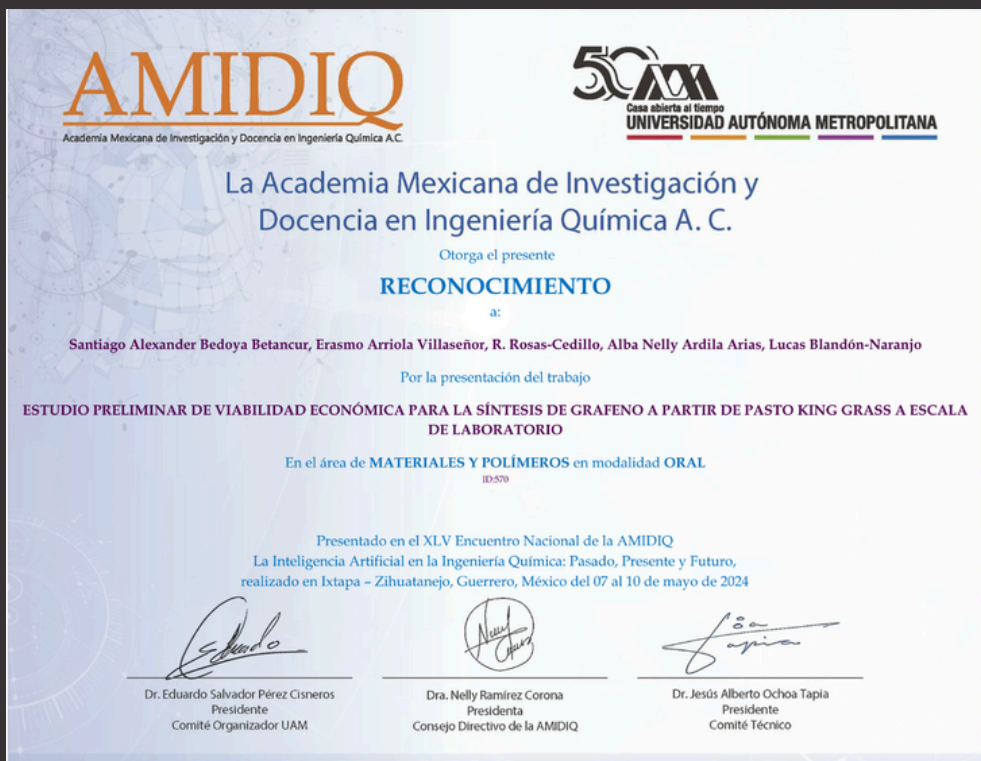 AMIDIQ
Academia Mexicana de Investigación y Docencia en Ingeniería Química A.C.
50
Casa abierta al tiempo
UNIVERSIDAD AUTÓNOMA METROPOLITANA
La Academia Mexicana de Investigación y
Docencia en Ingeniería Química A. C.
Otorga el presente
RECONOCIMIENTO
a:
Santiago Alexander Bedoya Betancur, Erasmo Arriola Villaseñor, R. Rosas-Cedillo, Alba Nelly Ardila Arias, Lucas Blandón-Naranjo
Por la presentación del trabajo
ESTUDIO PRELIMINAR DE VIABILIDAD ECONÓMICA PARA LA SÍNTESIS DE GRAFENO A PARTIR DE PASTO KING GRASS A ESCALA
DE LABORATORIO
En el área de MATERIALES Y POLÍMEROS en modalidad ORAL
ID:570
Presentado en el XLV Encuentro Nacional de la AMIDIQ
La Inteligencia Artificial en la Ingeniería Química: Pasado, Presente y Futuro,
realizado en Ixtapa – Zihuatanejo, Guerrero, México del 07 al 10 de mayo de 2024
Dr. Eduardo Salvador Pérez Cisneros
Presidente
Comité Organizador UAM
Dra. Nelly Ramírez Corona
Presidenta
Consejo Directivo de la AMIDIQ
Dr. Jesús Alberto Ochoa Tapia
Presidente
Comité Técnico